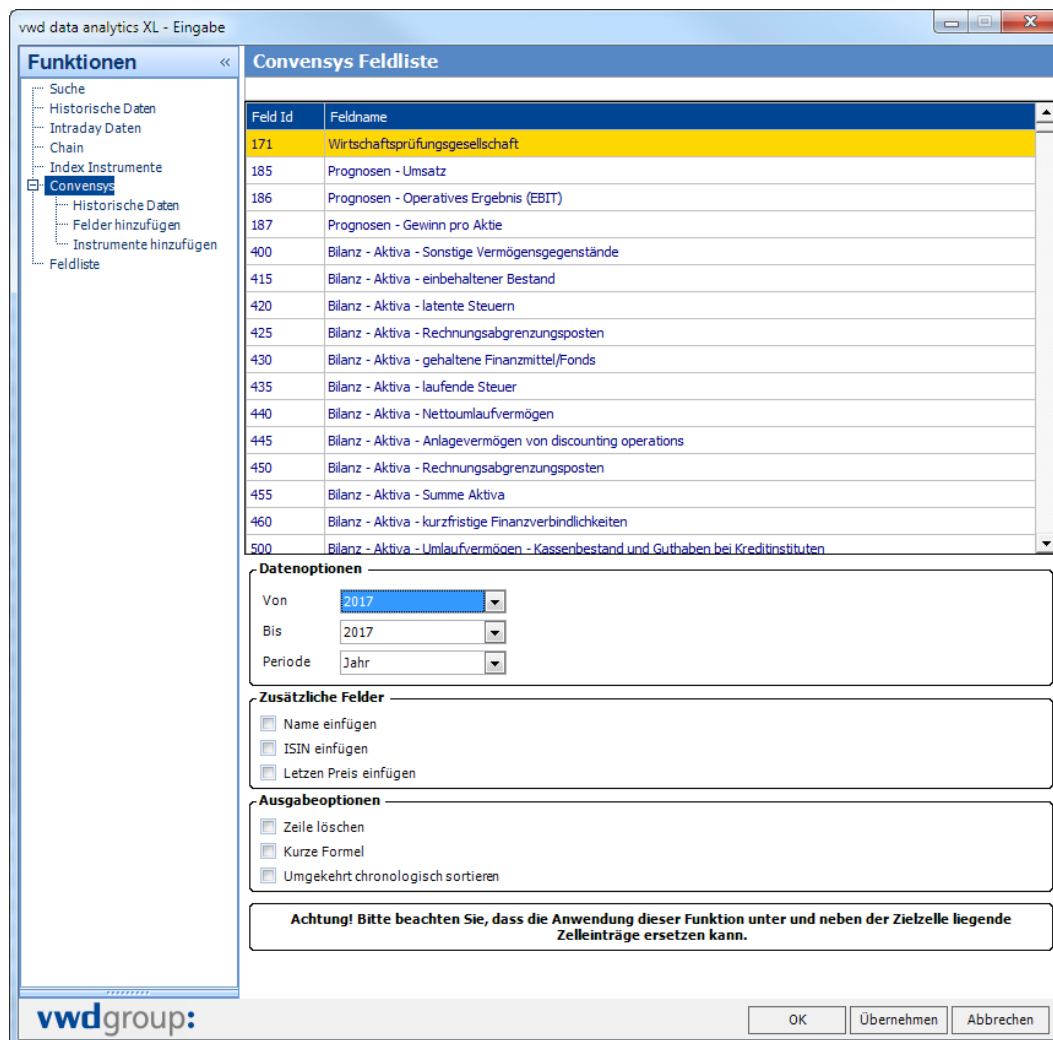 vwd data analytics XL - Eingabe
Funktionen «
Suche
Historische Daten
Intraday Daten
Chain
Index Instrumente
Convensys
Historische Daten
Felder hinzufügen
Instrumente hinzufügen
Feldliste
Convensys Feldliste
Feld Id Feldname
171 Wirtschaftsprüfungsgesellschaft
185 Prognosen - Umsatz
186 Prognosen - Operatives Ergebnis (EBIT)
187 Prognosen - Gewinn pro Aktie
400 Bilanz - Aktiva - Sonstige Vermögensgegenstände
415 Bilanz - Aktiva - einbehaltener Bestand
420 Bilanz - Aktiva - latente Steuern
425 Bilanz - Aktiva - Rechnungsabgrenzungsposten
430 Bilanz - Aktiva - gehaltene Finanzmittel/Fonds
435 Bilanz - Aktiva - laufende Steuer
440 Bilanz - Aktiva - Nettoumlaufvermögen
445 Bilanz - Aktiva - Anlagevermögen von discounting operations
450 Bilanz - Aktiva - Rechnungsabgrenzungsposten
455 Bilanz - Aktiva - Summe Aktiva
460 Bilanz - Aktiva - kurzfristige Finanzverbindlichkeiten
500 Bilanz - Aktiva - Umlaufvermögen - Kassenbestand und Guthaben bei Kreditinstituten
Datenoptionen
Von 2017
Bis 2017
Periode Jahr
Zusätzliche Felder
Name einfügen
ISIN einfügen
Letzen Preis einfügen
Ausgabeoptionen
Zeile löschen
Kurze Formel
Umgekehrt chronologisch sortieren
Achtung! Bitte beachten Sie, dass die Anwendung dieser Funktion unter und neben der Zielzelle liegende
Zelleinträge ersetzen kann.
vwdgroup:
OK Übernehmen Abbrechen